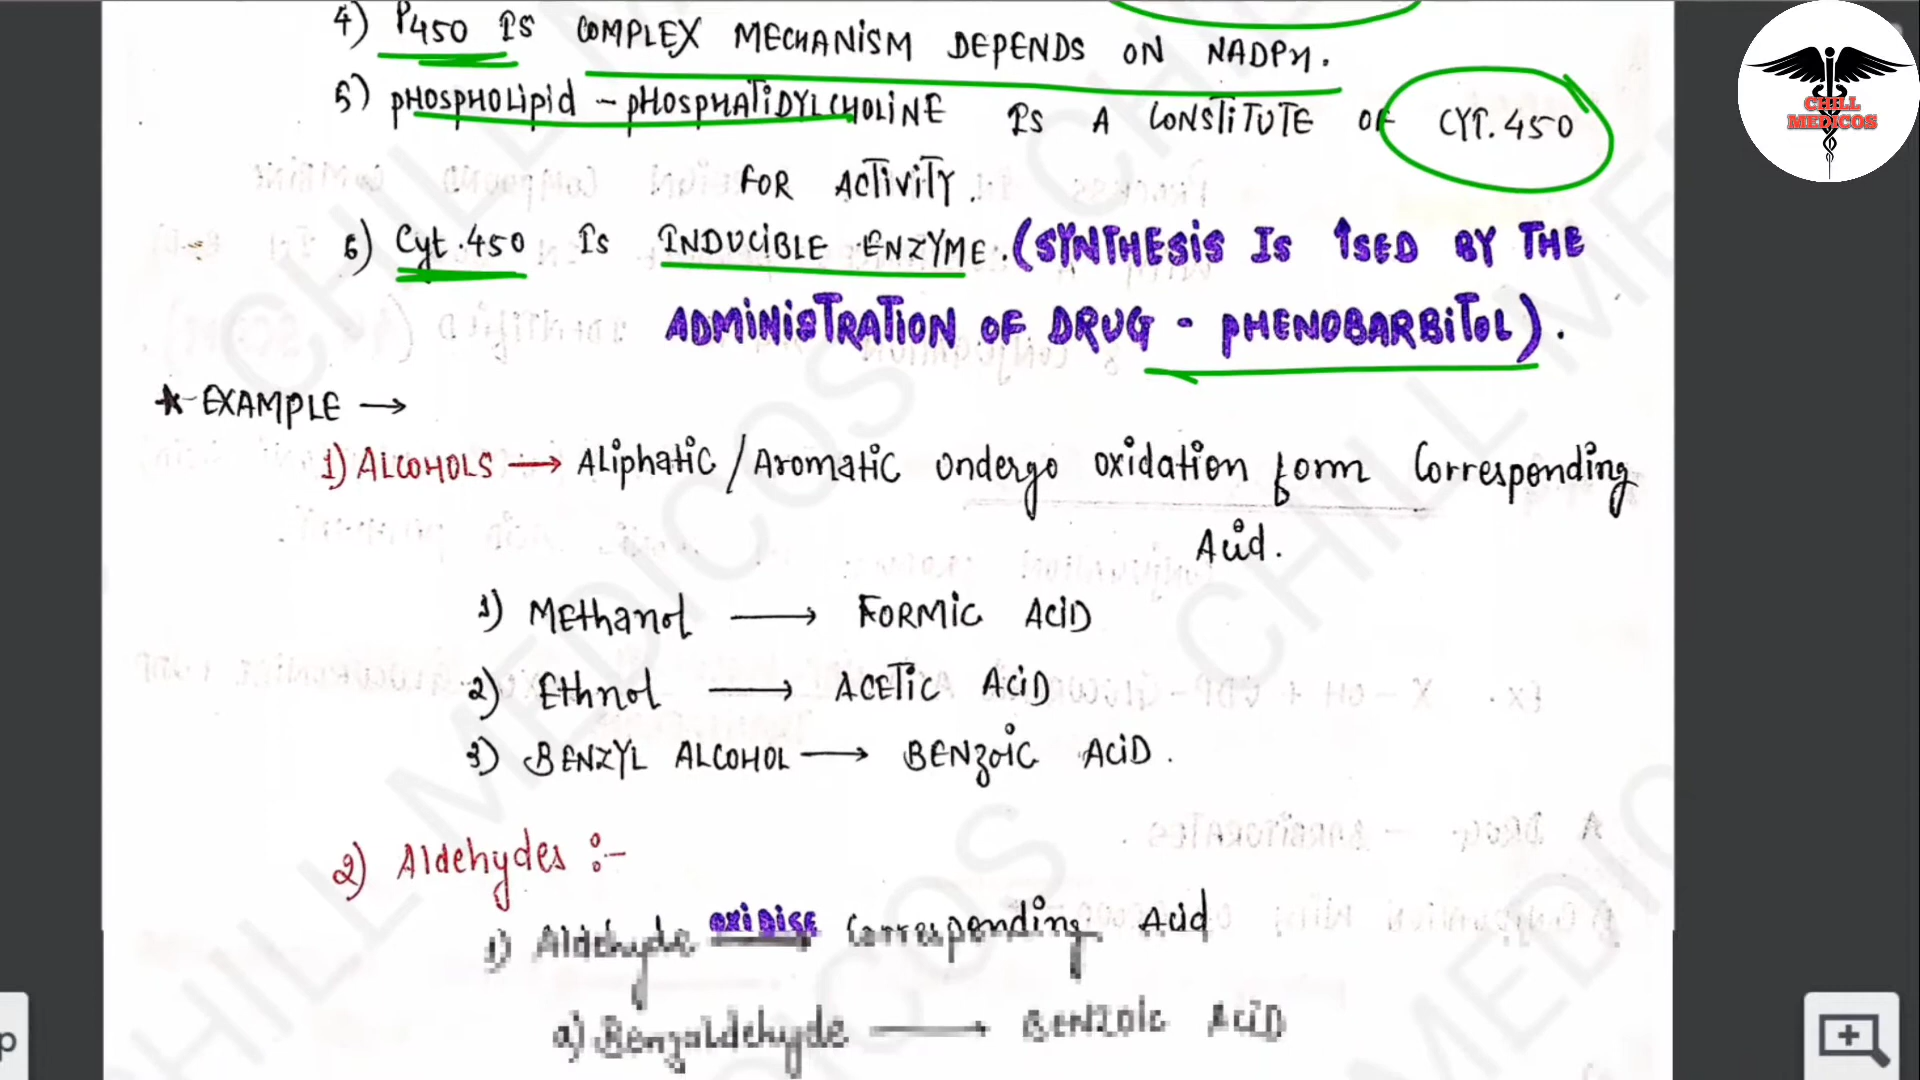 4) P450 is COMPLEX MECHANISM DEPENDS ON NADPH.
5) PHOSPHOLIPID - PHOSPHATIDYLCHOLINE IS A CONSTITUTE OF CYT.450
FOR ACTIVITY.
6) Cyt.450 Is INDUCIBLE ENZYME. (SYNTHESIS IS ↑SED BY THE
ADMINISTRATION OF DRUG - PHENOBARBITOL).
* EXAMPLE →
1) ALCOHOLS → Aliphatic / Aromatic undergo oxidation form Corresponding
Acid.
1) Methanol → FORMIC ACID
2) Ethnol → ACETIC ACID
3) BENZYL ALCOHOL → BENZOIC ACID.
2) Aldehydes :-
1) Aldehyde oxidise → Corresponding Acid
a) Benzaldehyde → BENZOIC ACID
CHILL MEDICOS